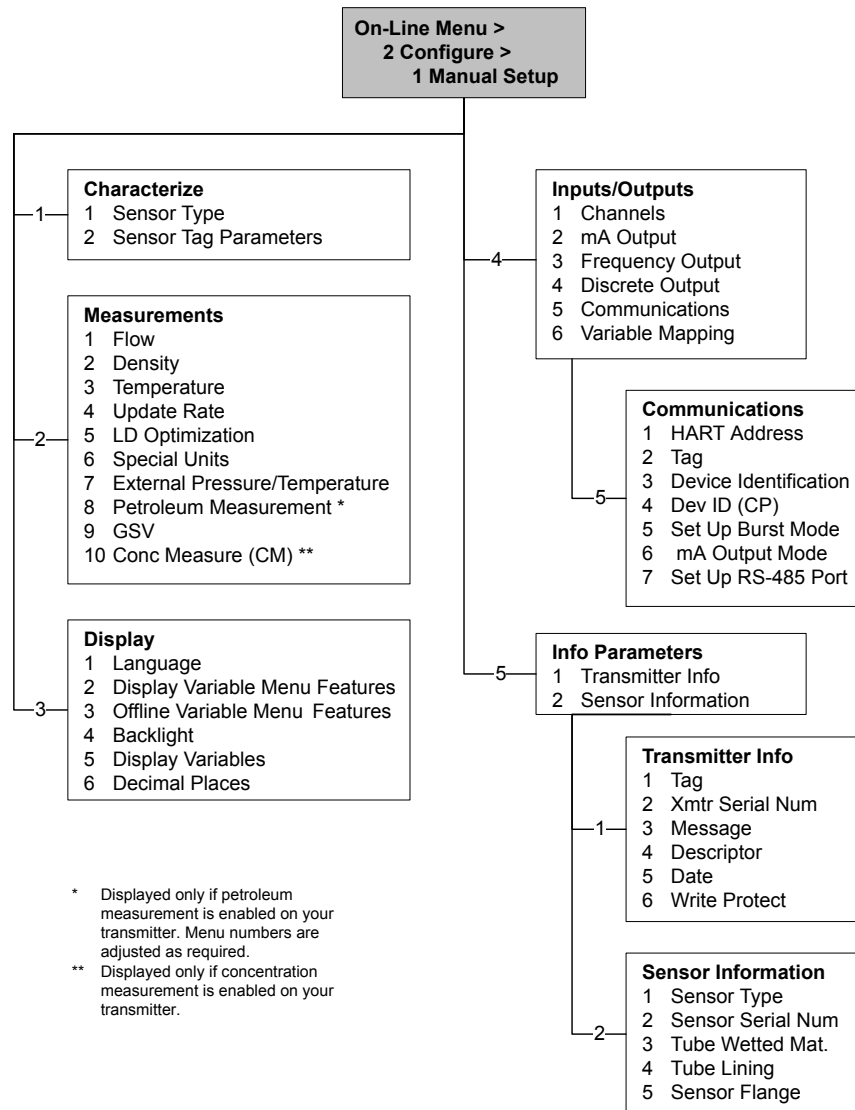 On-Line Menu >
2 Configure >
1 Manual Setup
1
Characterize
1 Sensor Type
2 Sensor Tag Parameters
2
Measurements
1 Flow
2 Density
3 Temperature
4 Update Rate
5 LD Optimization
6 Special Units
7 External Pressure/Temperature
8 Petroleum Measurement *
9 GSV
10 Conc Measure (CM) **
3
Display
1 Language
2 Display Variable Menu Features
3 Offline Variable Menu Features
4 Backlight
5 Display Variables
6 Decimal Places
* Displayed only if petroleum
measurement is enabled on your
transmitter. Menu numbers are
adjusted as required.
** Displayed only if concentration
measurement is enabled on your
transmitter.
4
Inputs/Outputs
1 Channels
2 mA Output
3 Frequency Output
4 Discrete Output
5 Communications
6 Variable Mapping
5
Communications
1 HART Address
2 Tag
3 Device Identification
4 Dev ID (CP)
5 Set Up Burst Mode
6 mA Output Mode
7 Set Up RS-485 Port
5
Info Parameters
1 Transmitter Info
2 Sensor Information
1
Transmitter Info
1 Tag
2 Xmtr Serial Num
3 Message
4 Descriptor
5 Date
6 Write Protect
2
Sensor Information
1 Sensor Type
2 Sensor Serial Num
3 Tube Wetted Mat.
4 Tube Lining
5 Sensor Flange